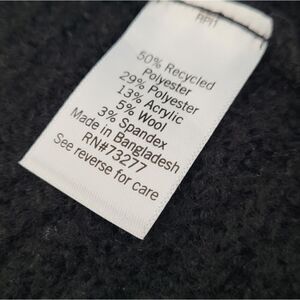 50% Recycled
Polyester
29% Polyester
13% Acrylic
5% Wool
3% Spandex
Made in Bangladesh
RN#73277
See reverse for care